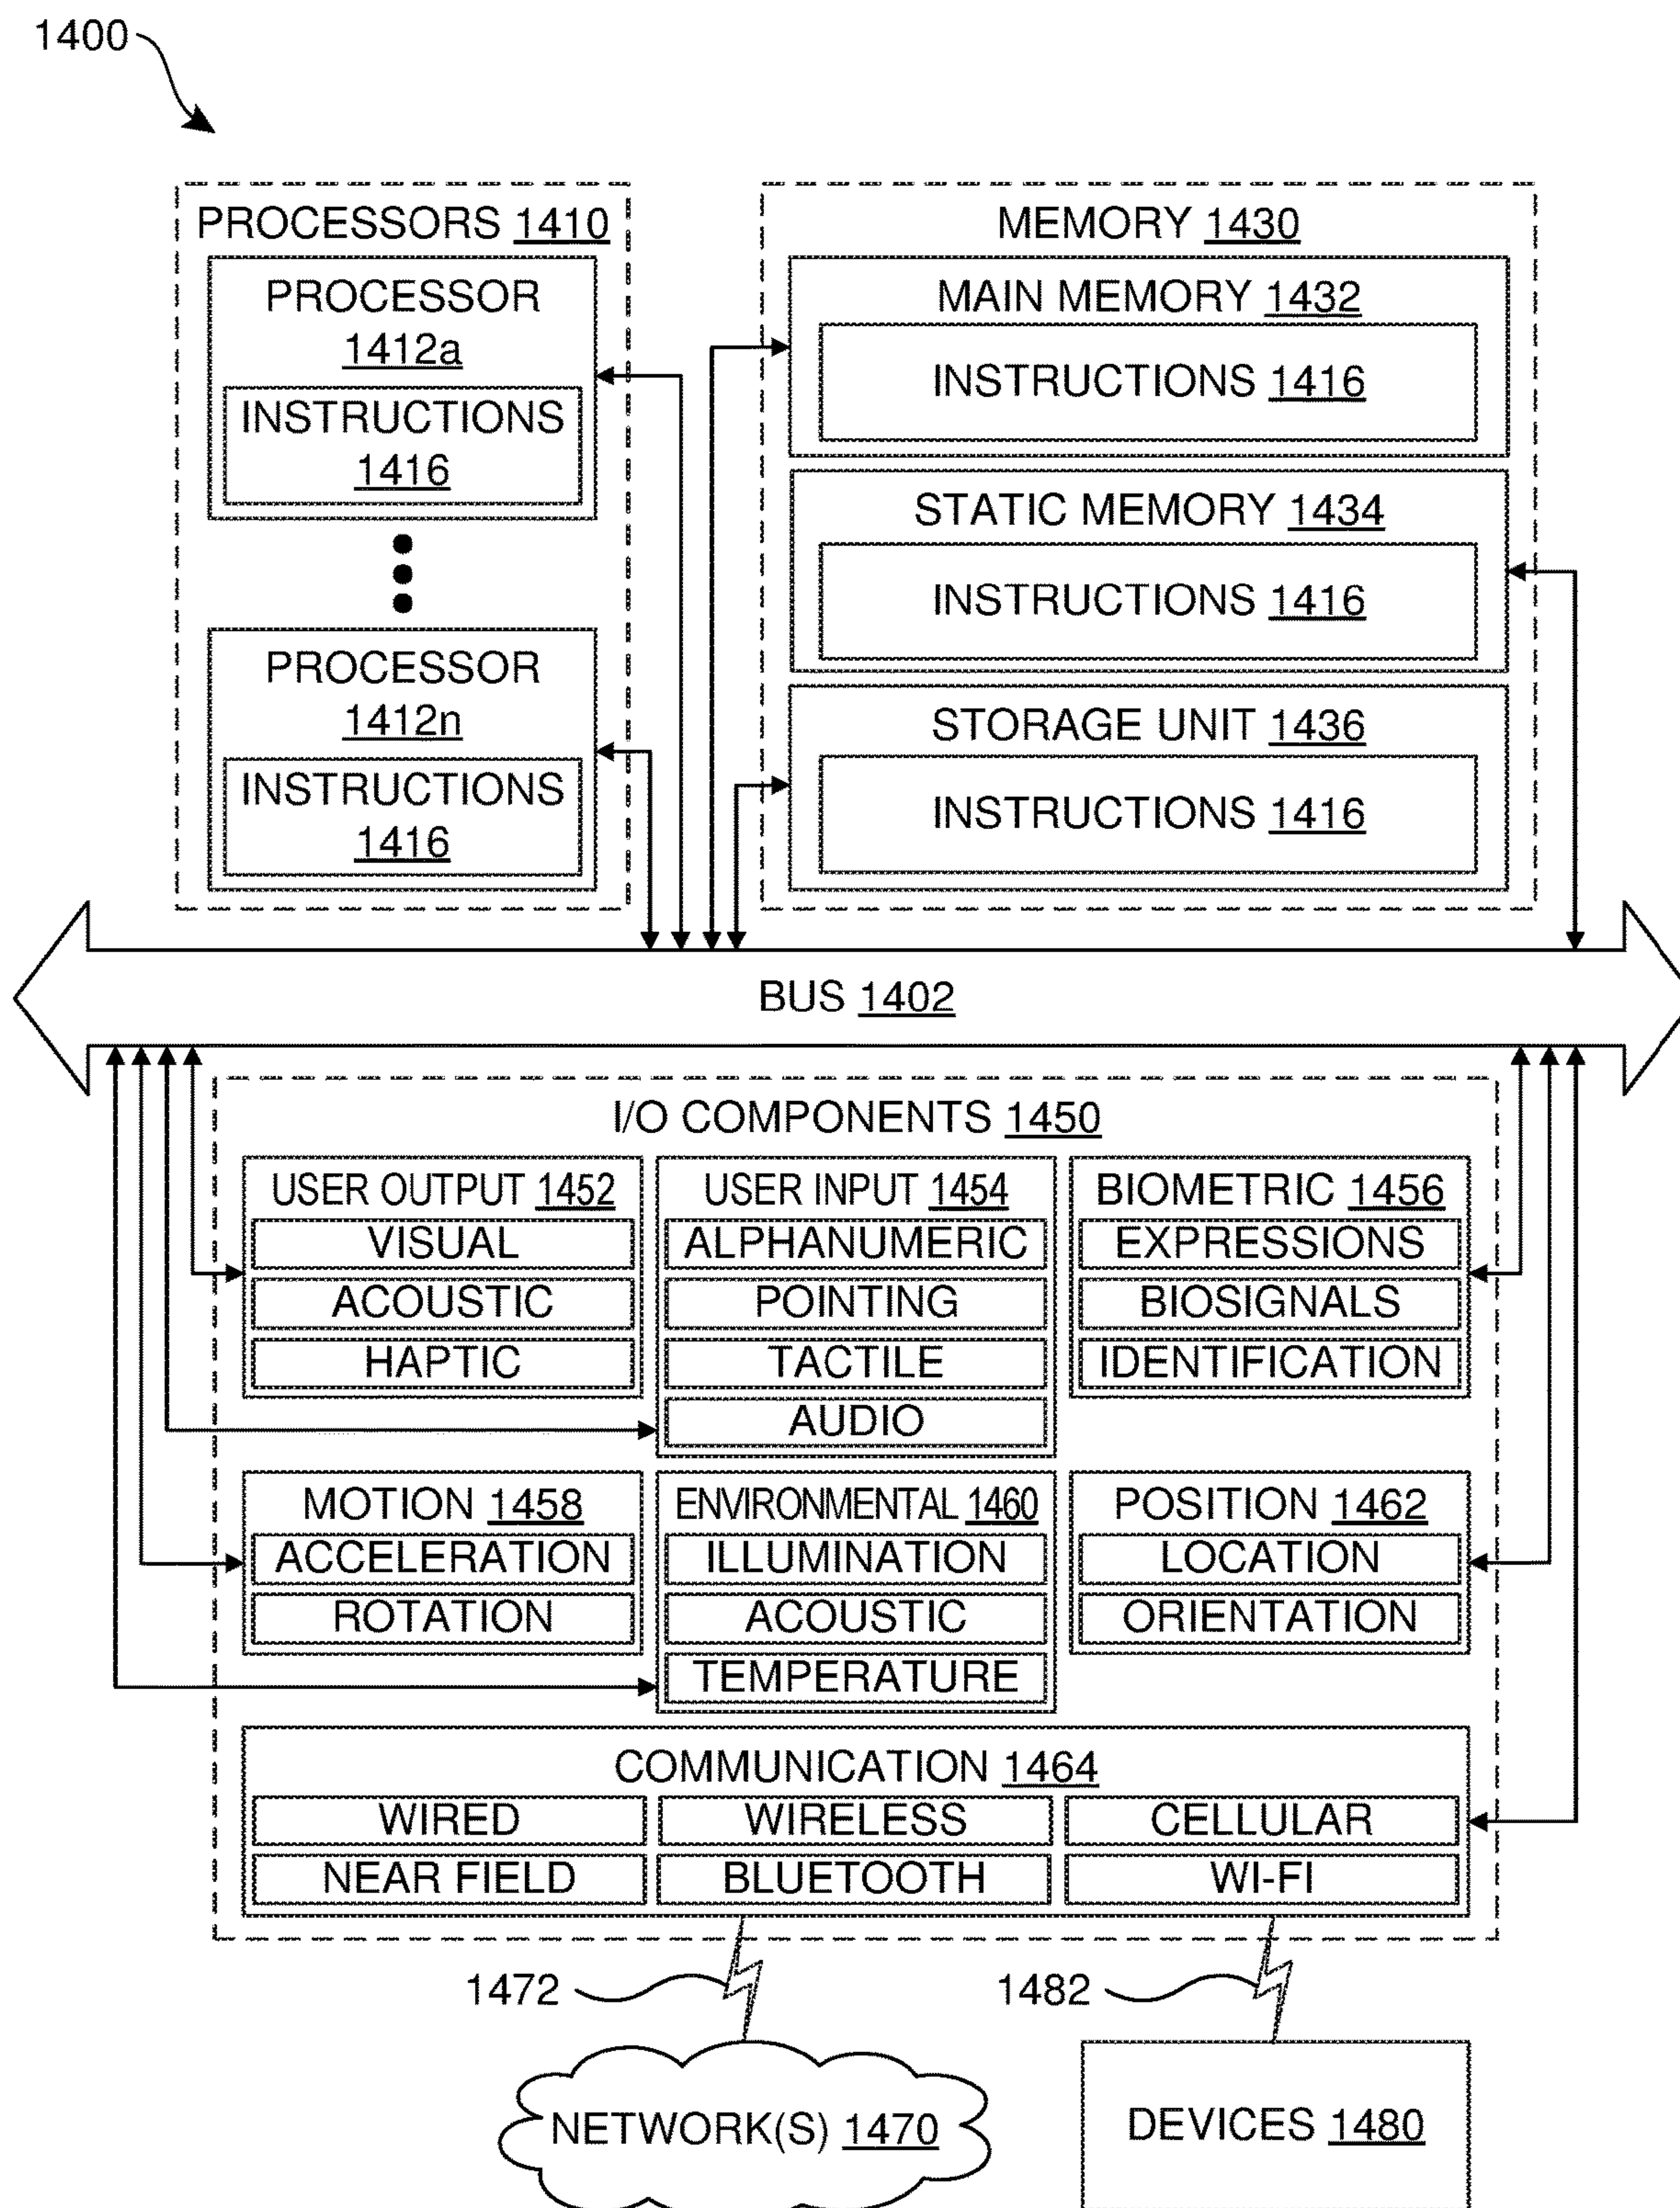 1400
PROCESSORS 1410
PROCESSOR
1412a
INSTRUCTIONS
1416
PROCESSOR
1412n
INSTRUCTIONS
1416
MEMORY 1430
MAIN MEMORY 1432
INSTRUCTIONS 1416
STATIC MEMORY 1434
INSTRUCTIONS 1416
STORAGE UNIT 1436
INSTRUCTIONS 1416
BUS 1402
I/O COMPONENTS 1450
USER OUTPUT 1452
VISUAL
ACOUSTIC
HAPTIC
USER INPUT 1454
ALPHANUMERIC
POINTING
TACTILE
AUDIO
BIOMETRIC 1456
EXPRESSIONS
BIOSIGNALS
IDENTIFICATION
MOTION 1458
ACCELERATION
ROTATION
ENVIRONMENTAL 1460
ILLUMINATION
ACOUSTIC
TEMPERATURE
POSITION 1462
LOCATION
ORIENTATION
COMMUNICATION 1464
WIRED
WIRELESS
CELLULAR
NEAR FIELD
BLUETOOTH
WI-FI
1472
1482
NETWORK(S) 1470
DEVICES 1480